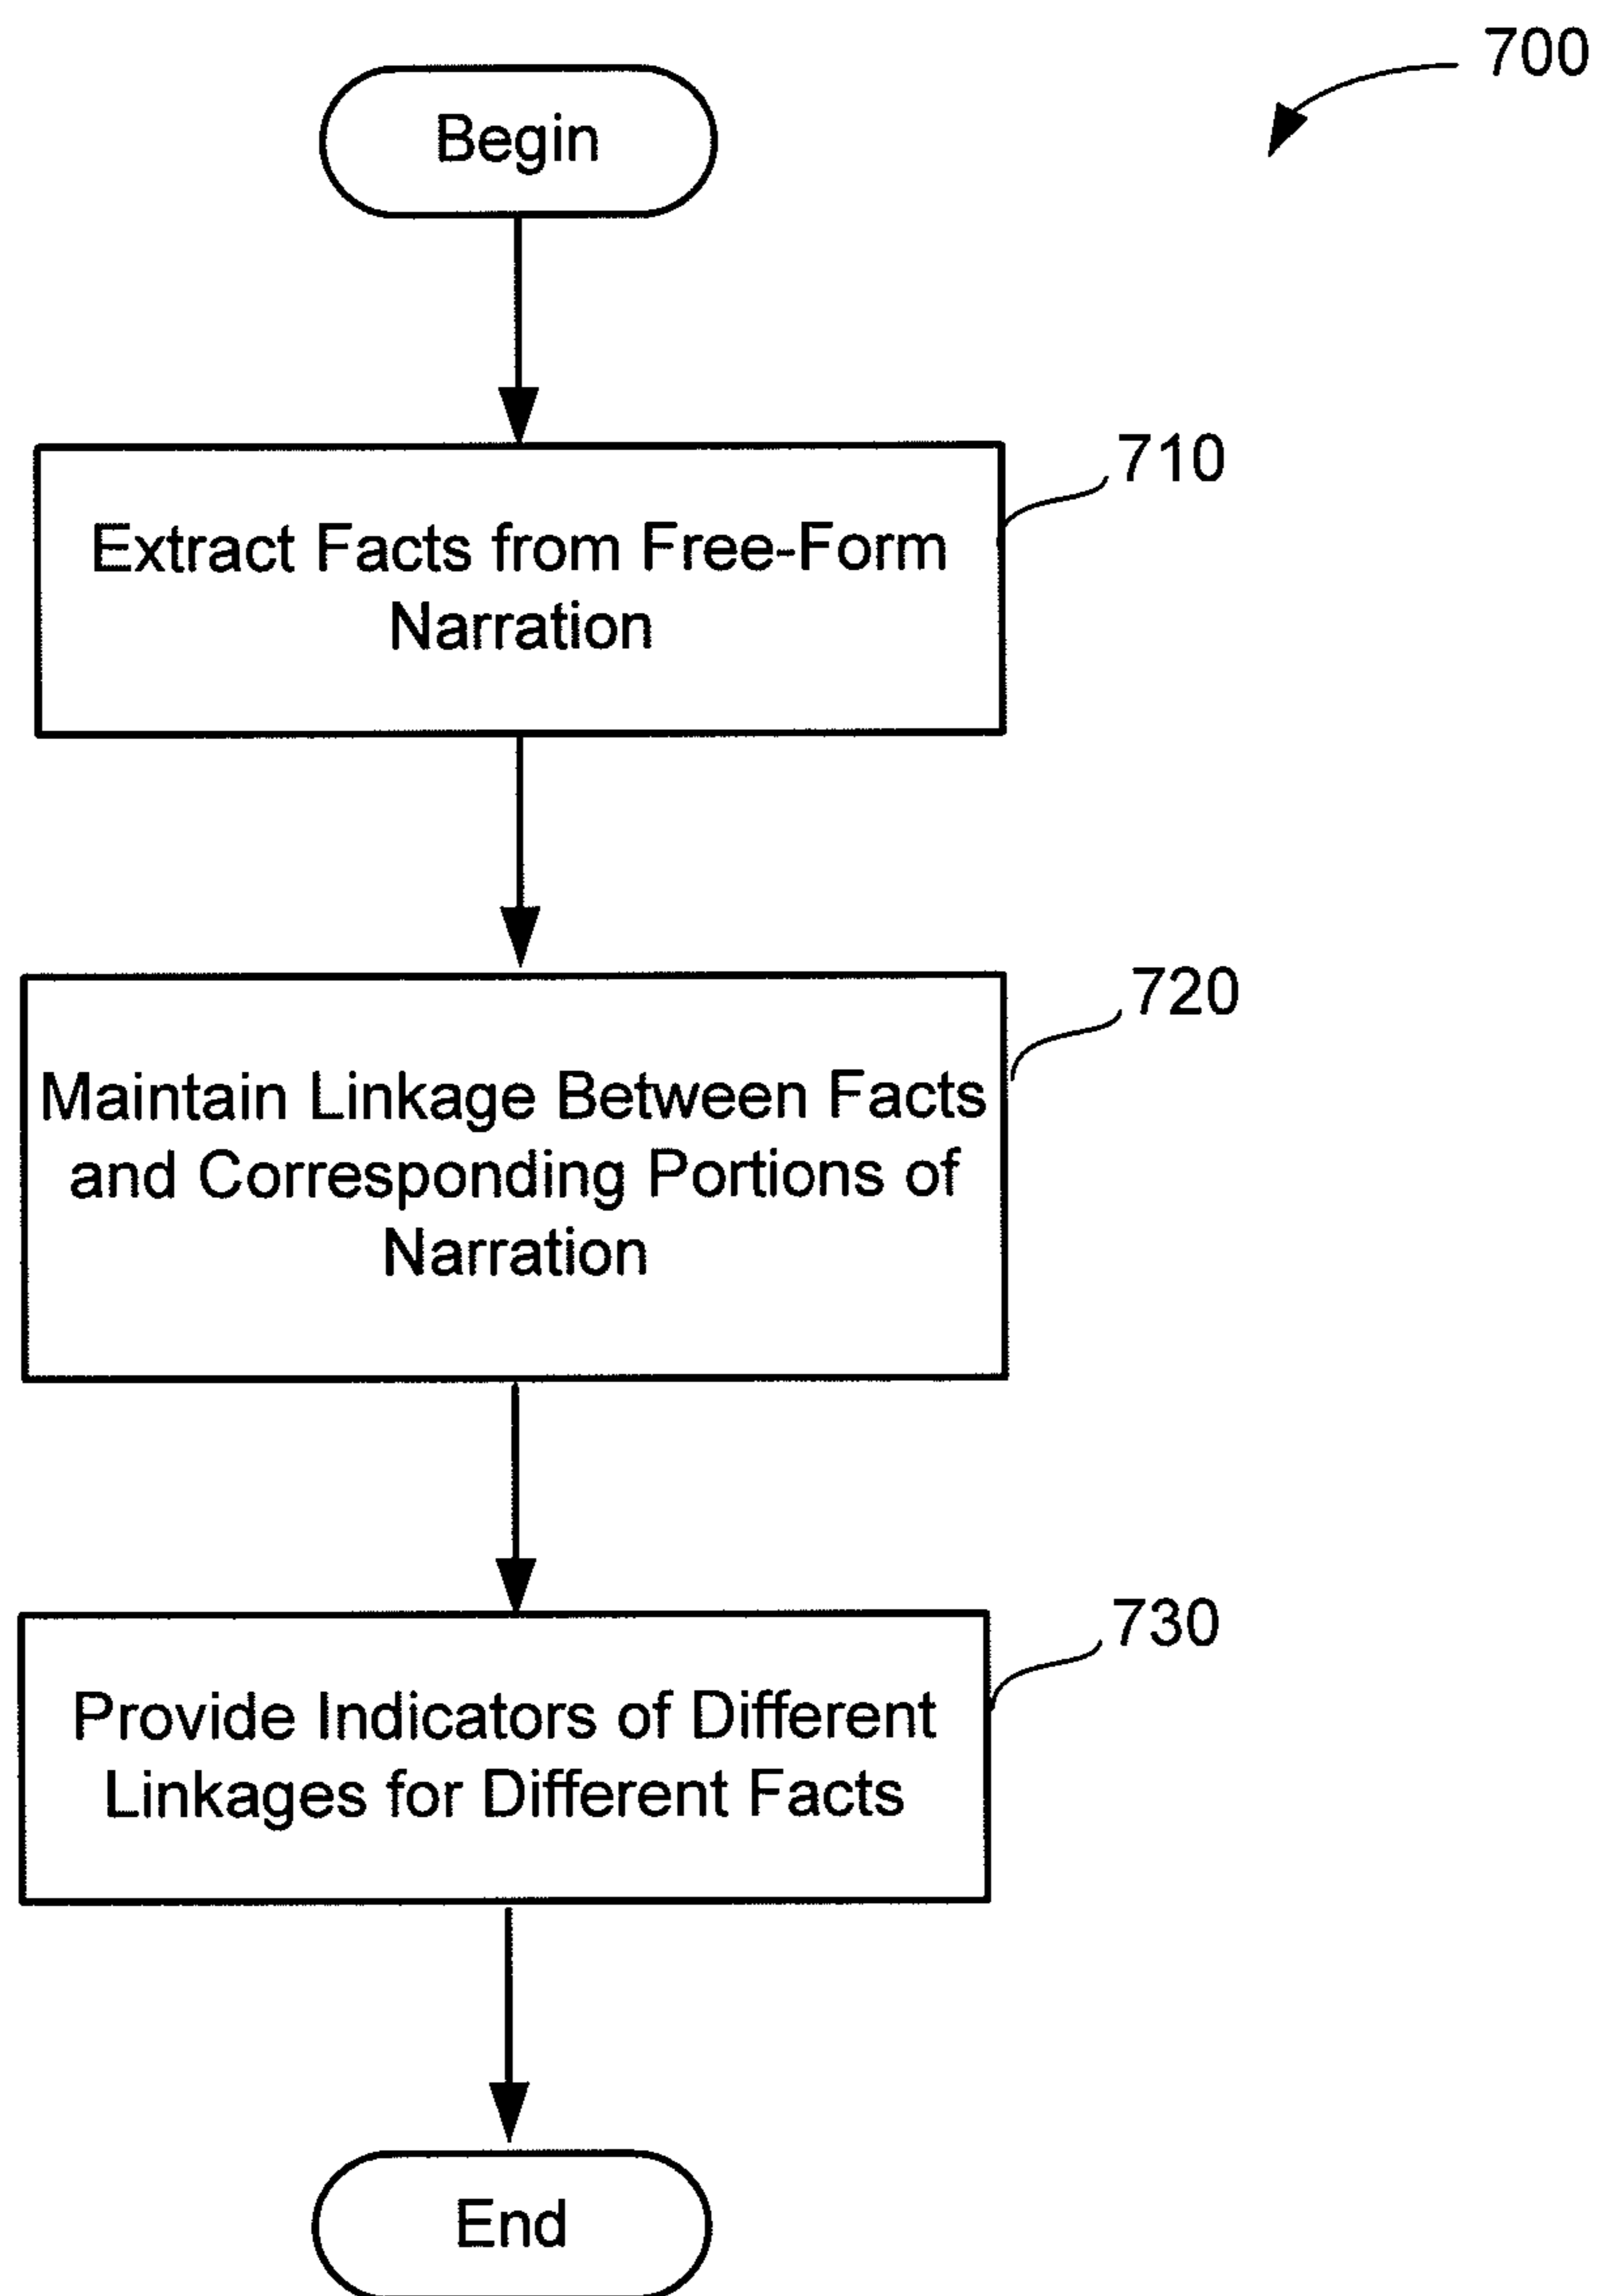 700
Begin
710
Extract Facts from Free-Form
Narration
720
Maintain Linkage Between Facts
and Corresponding Portions of
Narration
730
Provide Indicators of Different
Linkages for Different Facts
End